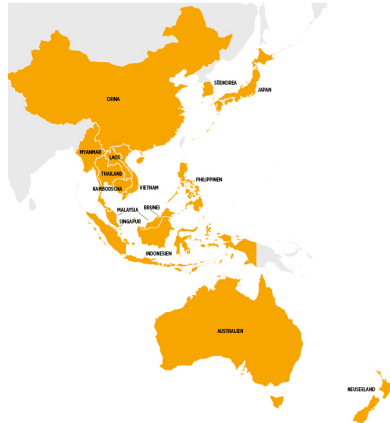 SÜDKOREA
JAPAN
CHINA
MYANMAR
LAOS
THAILAND
PHILIPPINEN
KAMBODSCHA
VIETNAM
MALAYSIA
BRUNEI
SINGAPUR
INDONESIEN
AUSTRALIEN
NEUSEELAND